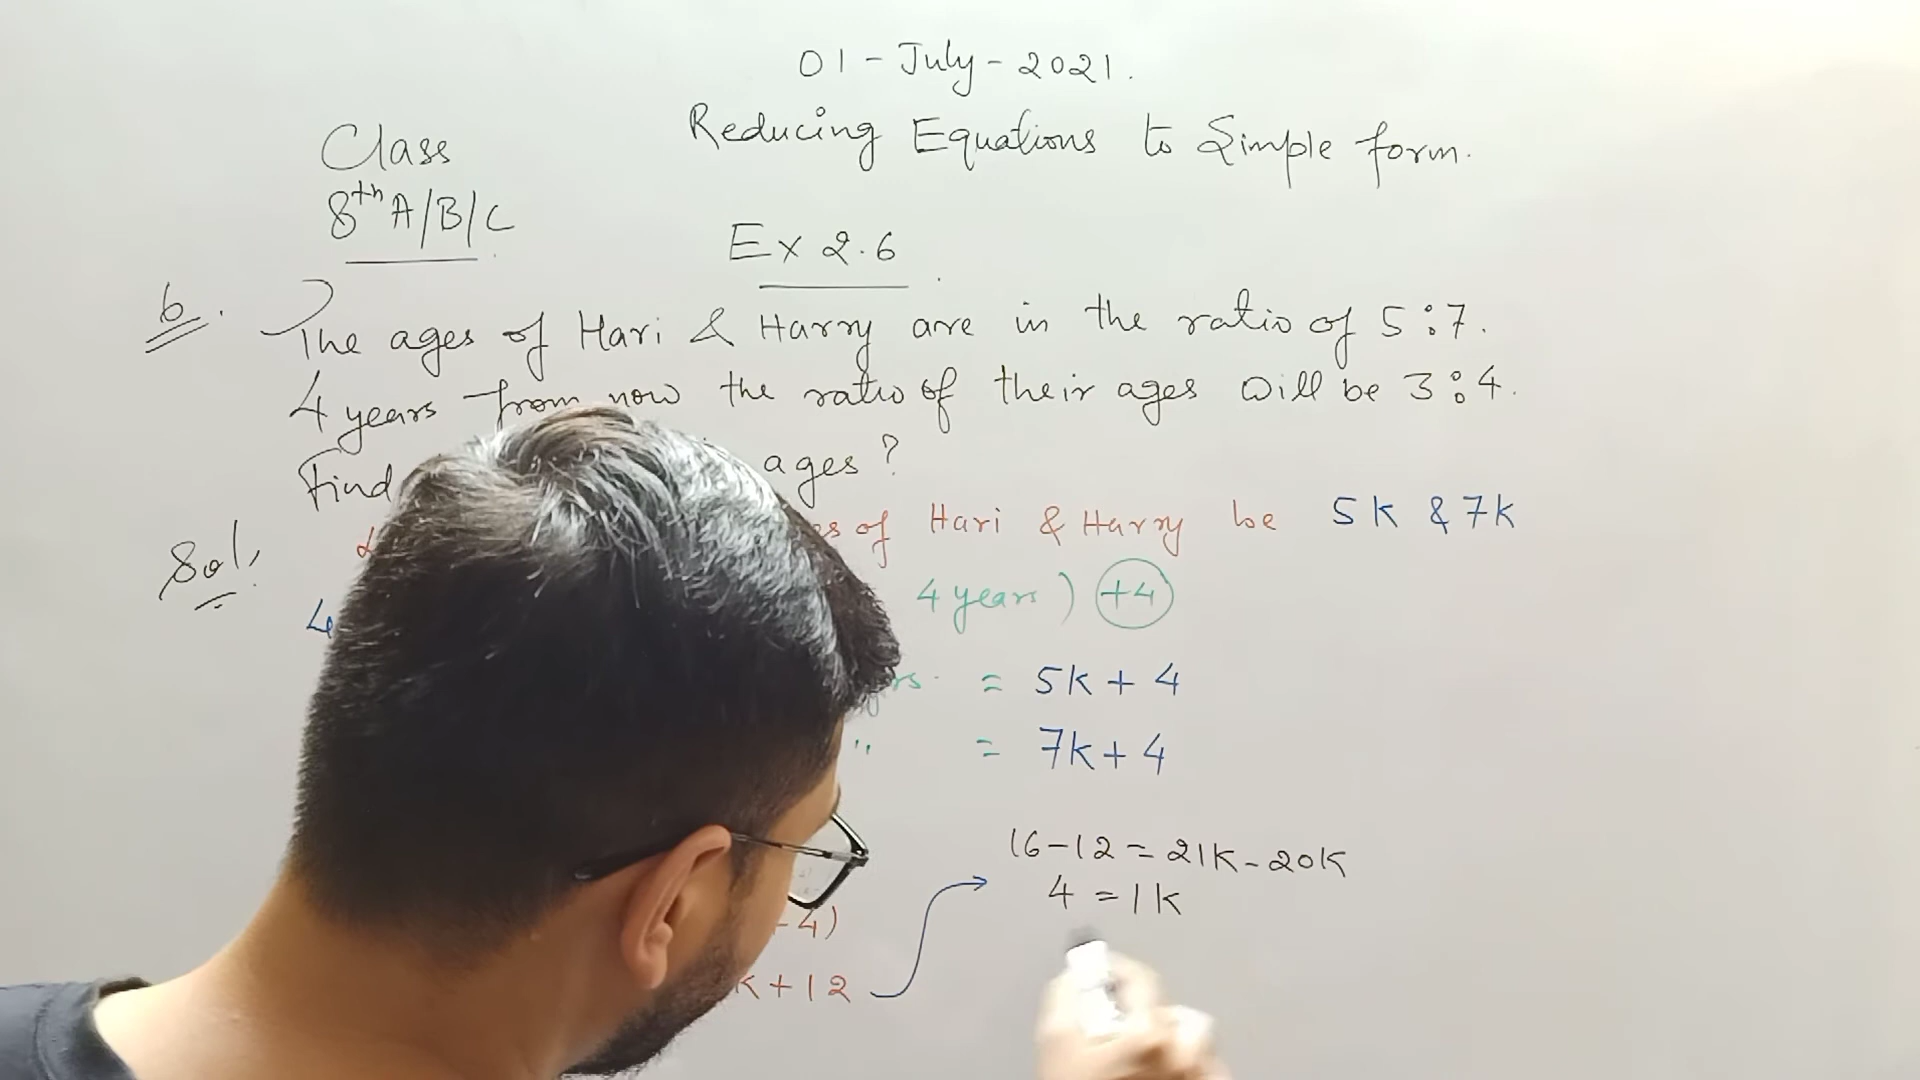 01-July-2021.
Reducing Equations to Simple form.
Class
8th A/B/C
Ex 2.6
6. The ages of Hari & Harry are in the ratio of 5:7.
4 years from now the ratio of their ages will be 3:4.
Find ages?
Sol. of Hari & Harry be 5k & 7k
4 years) +4
= 5k+4
" = 7k+4
16-12=21k-20k
4=1k
4)
k+12